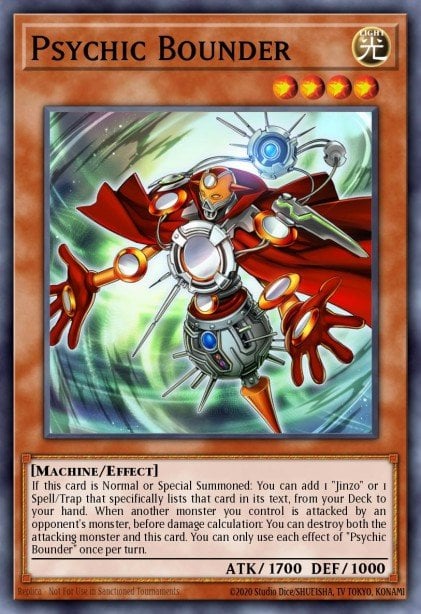 PSYCHIC BOUNDER
LIGHT
光
[MACHINE/EFFECT]
If this card is Normal or Special Summoned: You can add 1 "Jinzo" or 1
Spell/Trap that specifically lists that card in its text, from your Deck to
your hand. When another monster you control is attacked by an
opponent's monster, before damage calculation: You can destroy both the
attacking monster and this card. You can only use each effect of "Psychic
Bounder" once per turn.
ATK/ 1700 DEF/ 1000
Replica - Not For Use in Sanctioned Tournaments
©2020 Studio Dice/SHUEISHA, TV TOKYO, KONAMI